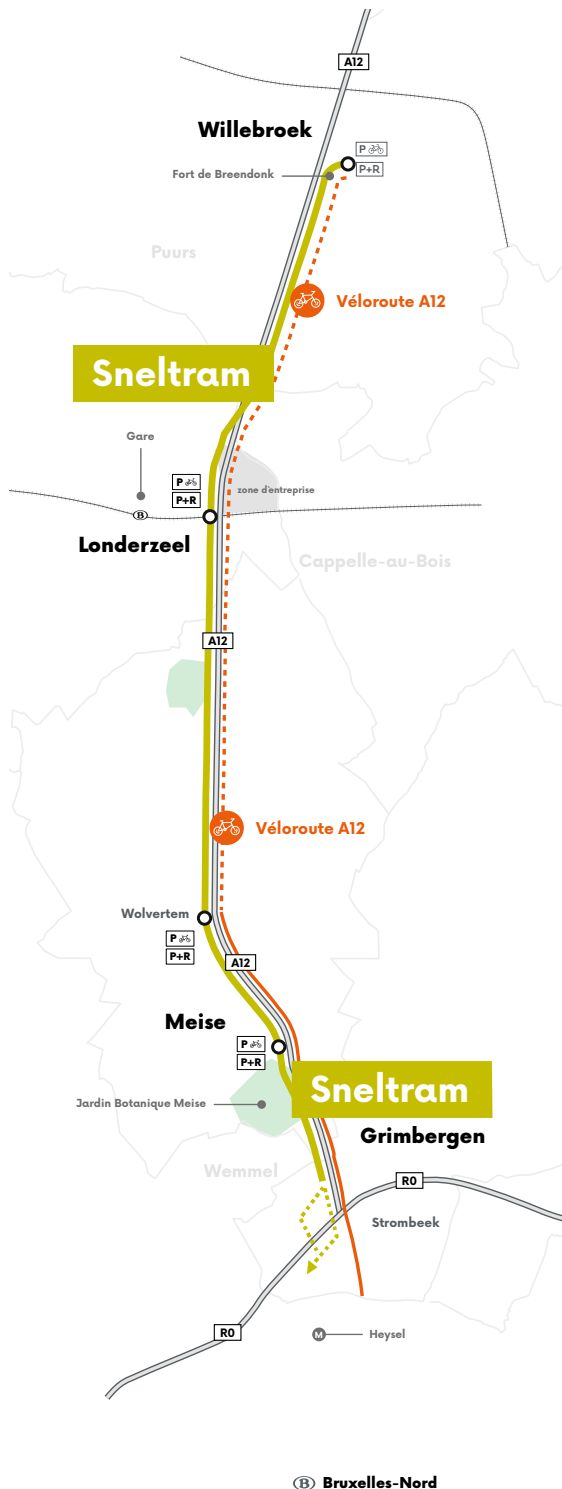 A12
Willebroek
P
P+R
Fort de Breendonk
Puurs
Véloroute A12
Sneltram
Gare
P
P+R
zone d'entreprise
B
Londerzeel
Cappelle-au-Bois
A12
Véloroute A12
Wolvertem
P
P+R
A12
Meise
P
P+R
Sneltram
Jardin Botanique Meise
Grimbergen
Wemmel
R0
Strombeek
R0
M
Heysel
B Bruxelles-Nord